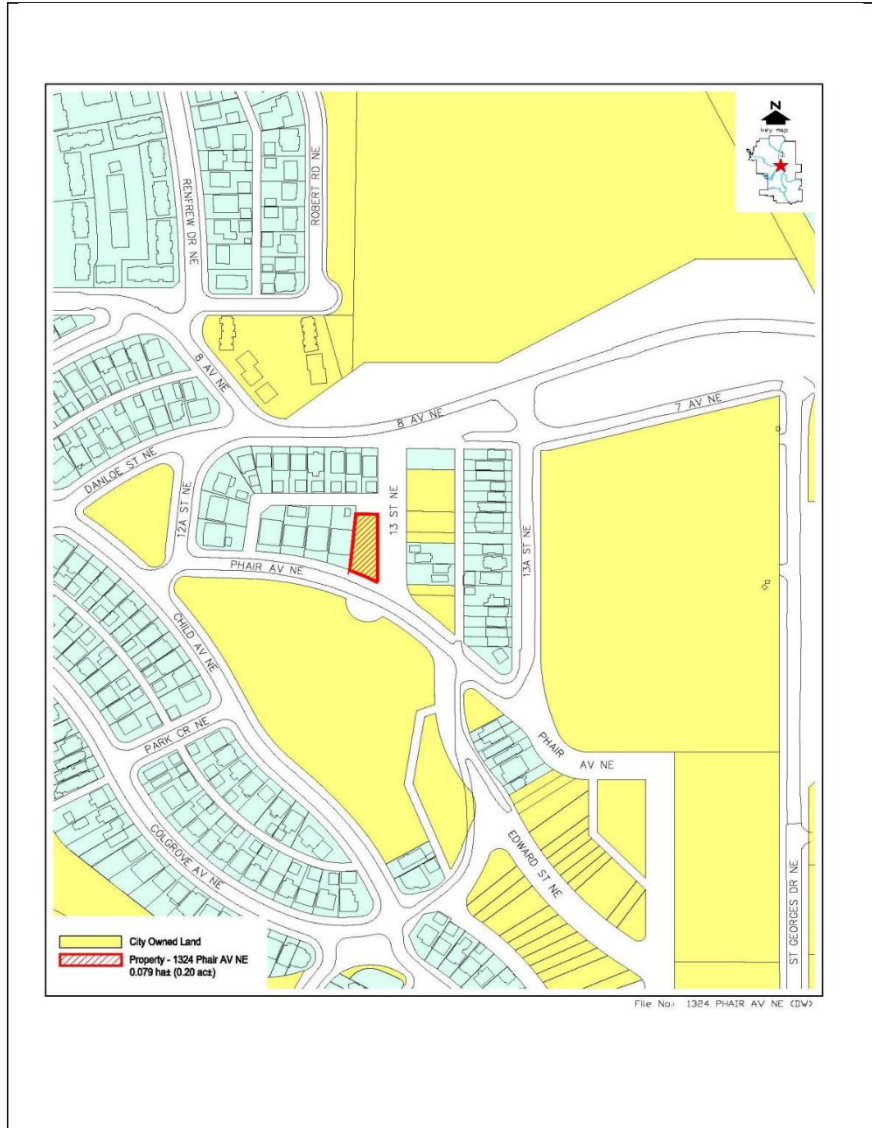 N
key map
RENFREW DR NE
ROBERT RD NE
8 AV NE
8 AV NE
7 AV NE
DANLOE ST NE
12A ST NE
13 ST NE
13A ST NE
PHAIR AV NE
CHILD AV NE
PARK CR NE
COLGROVE AV NE
PHAIR
AV NE
EDWARD ST NE
ST GEORGES DR NE
City Owned Land
Property - 1324 Phair AV NE
0.079 ha± (0.20 ac±)
File No.: 1324 PHAIR AV NE (DW)